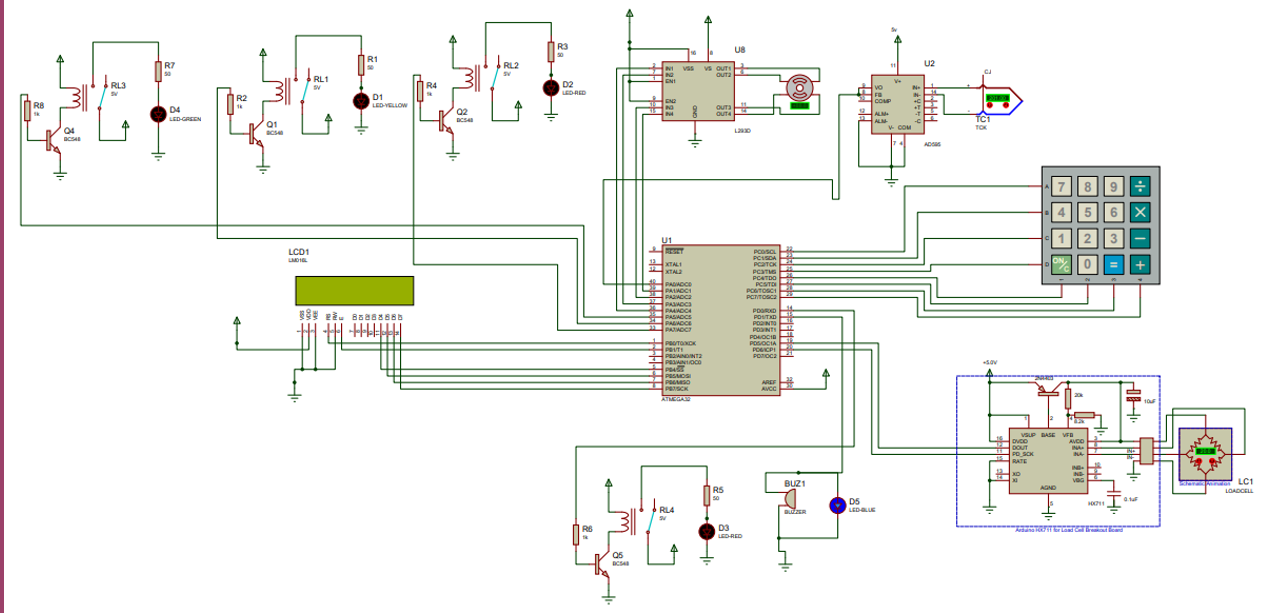 RL3
5V
R7
50
D4
LED-GREEN
R8
1k
Q4
BC548
RL1
5V
R1
50
D1
LED-YELLOW
R2
1k
Q1
BC548
RL2
5V
R3
50
D2
LED-RED
R4
1k
Q2
BC548
U8
IN1
IN2
EN1
EN2
IN3
IN4
VSS
VS
OUT1
OUT2
OUT3
OUT4
GND
L293D
5v
U2
V+
VO
FB
COMP
ALM+
ALM-
IN+
IN-
+C
+T
-T
-C
V-
COM
AD595
CJ
TC1
TCK
7 8 9 ÷
4 5 6 ×
1 2 3 −
ON/C 0 = +
A
B
C
D
1 2 3 4
LCD1
LM016L
VSS
VDD
VEE
RS
RW
E
D0
D1
D2
D3
D4
D5
D6
D7
U1
RESET
XTAL1
XTAL2
PA0/ADC0
PA1/ADC1
PA2/ADC2
PA3/ADC3
PA4/ADC4
PA5/ADC5
PA6/ADC6
PA7/ADC7
PB0/T0/XCK
PB1/T1
PB2/AIN0/INT2
PB3/AIN1/OC0
PB4/SS
PB5/MOSI
PB6/MISO
PB7/SCK
PC0/SCL
PC1/SDA
PC2/TCK
PC3/TMS
PC4/TDO
PC5/TDI
PC6/TOSC1
PC7/TOSC2
PD0/RXD
PD1/TXD
PD2/INT0
PD3/INT1
PD4/OC1B
PD5/OC1A
PD6/ICP1
PD7/OC2
AREF
AVCC
ATMEGA32
+5.0V
2N4403
20k
8.2k
10uF
VSUP
BASE
VFB
DVDD
DOUT
PD_SCK
RATE
XO
XI
AVDD
INA+
INA-
INB+
INB-
VBG
AGND
HX711
0.1uF
IN+
IN-
Schematic Animation
LC1
LOADCELL
Arduino HX711 for Load Cell Breakout Board
RL4
5V
R5
50
D3
LED-RED
R6
1k
Q5
BC548
BUZ1
BUZZER
D5
LED-BLUE